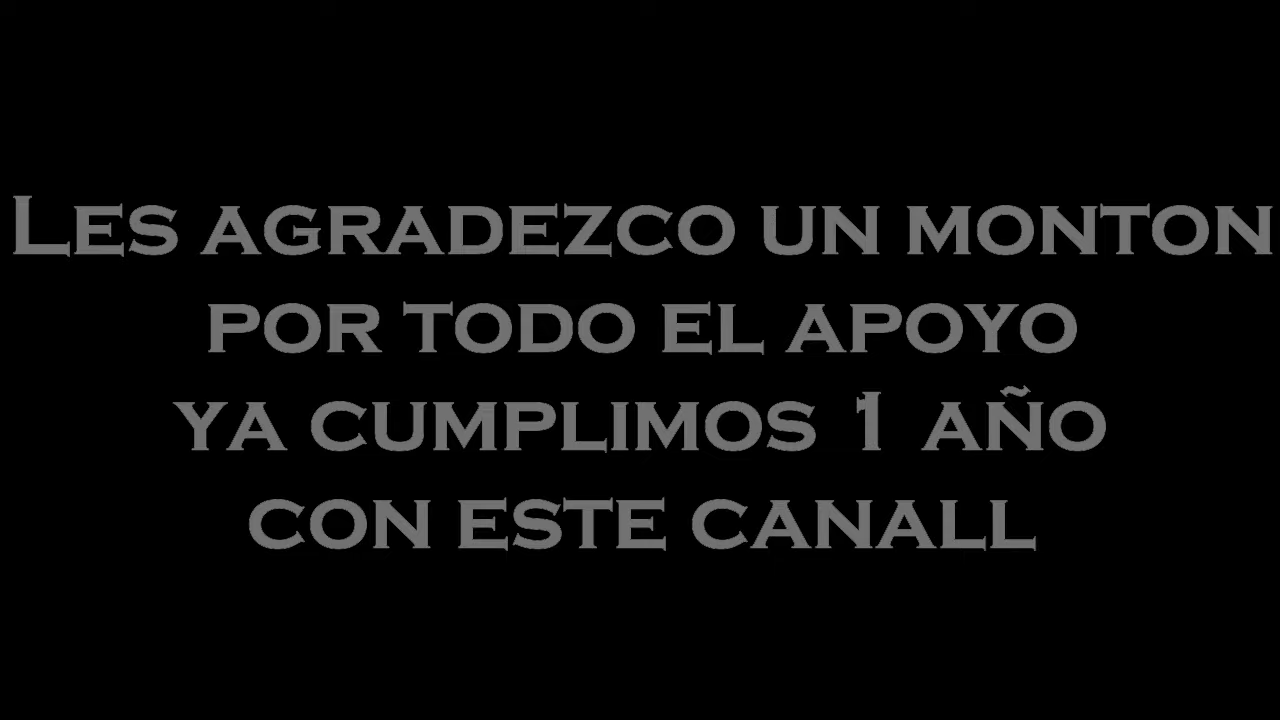 Les agradezco un monton
por todo el apoyo
ya cumplimos 1 año
con este canall